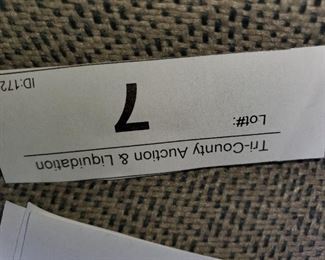 Tri-County Auction & Liquidation
Lot#:
7
ID:172